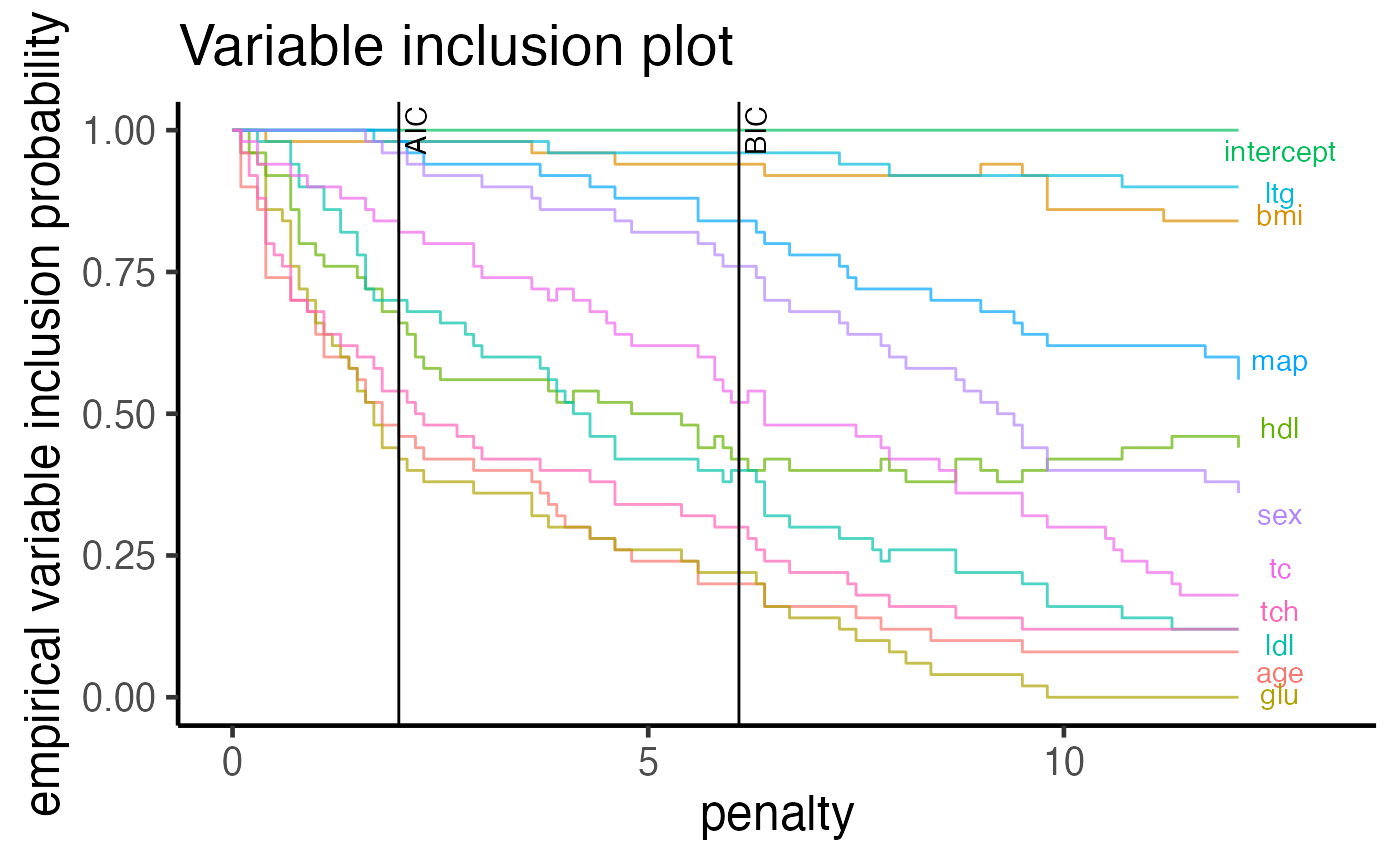 Variable inclusion plot
empirical variable inclusion probability
1.00
0.75
0.50
0.25
0.00
AIC
BIC
intercept
ltg
bmi
map
hdl
sex
tc
tch
ldl
age
glu
0
5
10
penalty